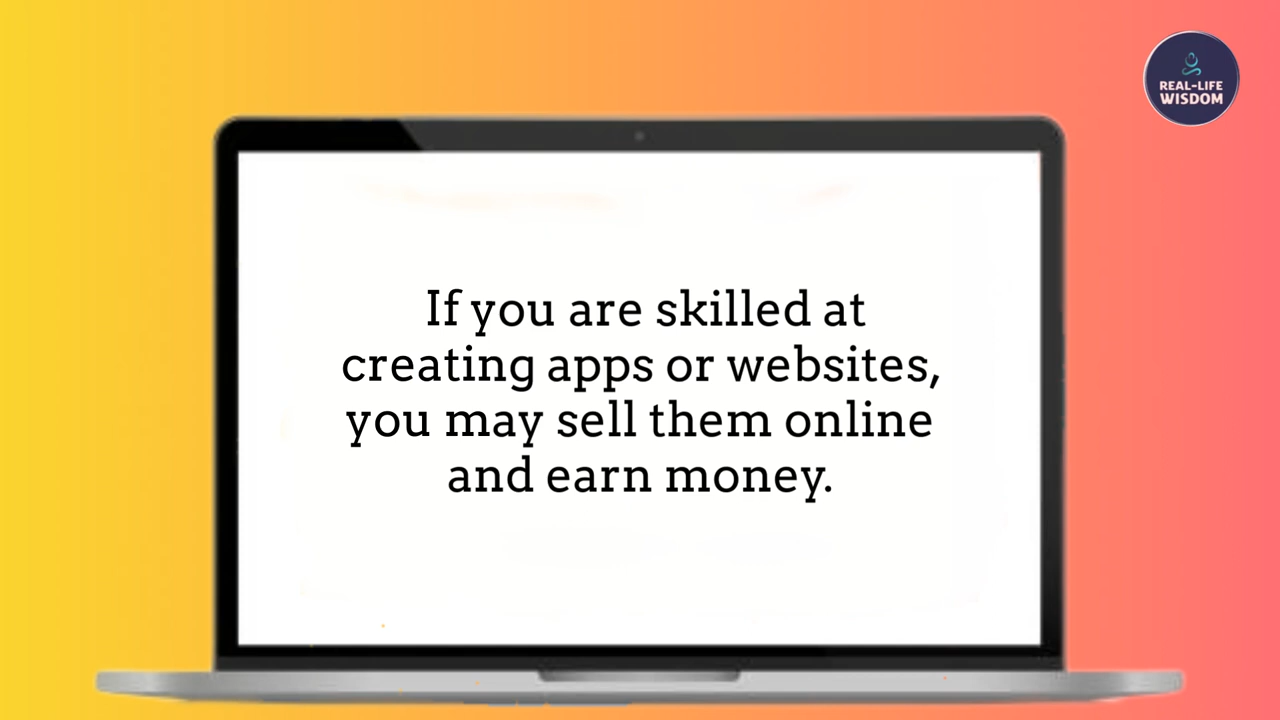 REAL-LIFE
WISDOM
If you are skilled at
creating apps or websites,
you may sell them online
and earn money.